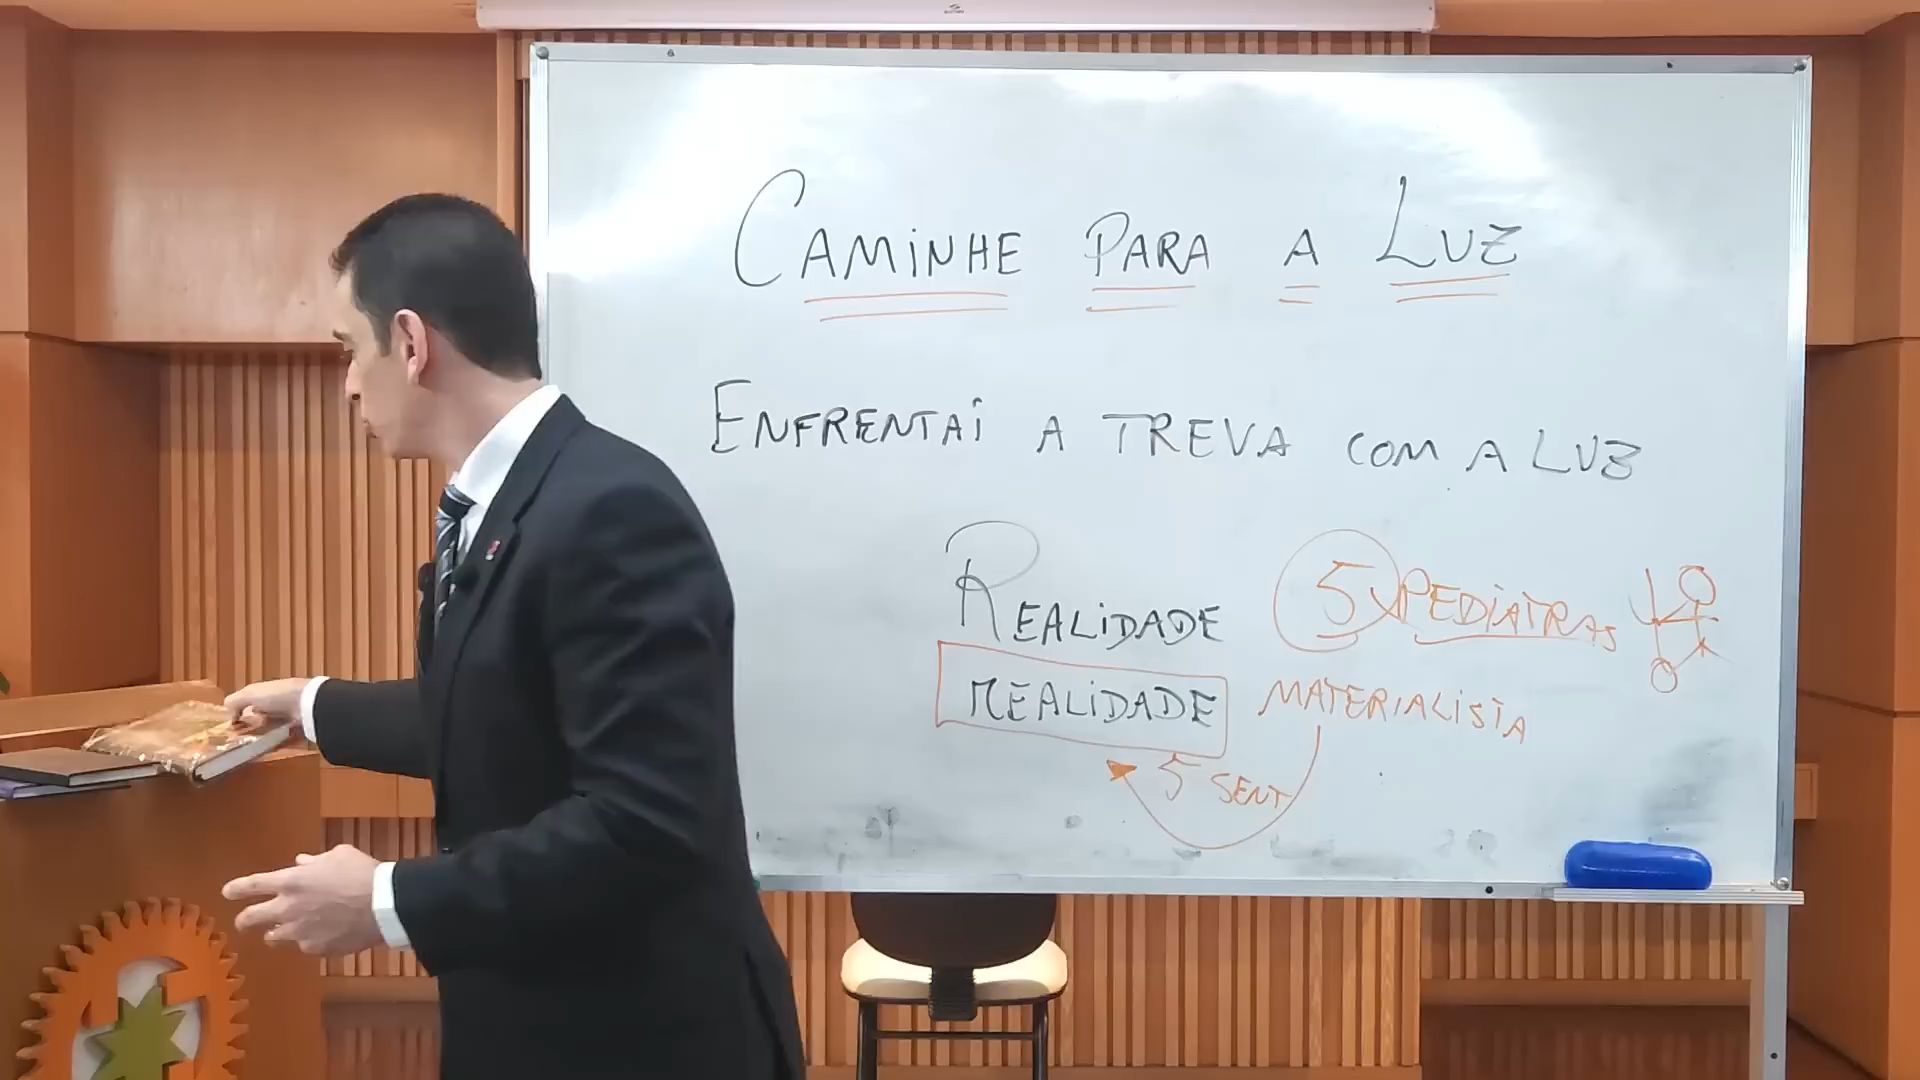 CAMINHE PARA A LUZ
ENFRENTAI A TREVA COM A LUZ
REALIDADE 5 PEDIATRAS
REALIDADE MATERIALISTA
5 SENT